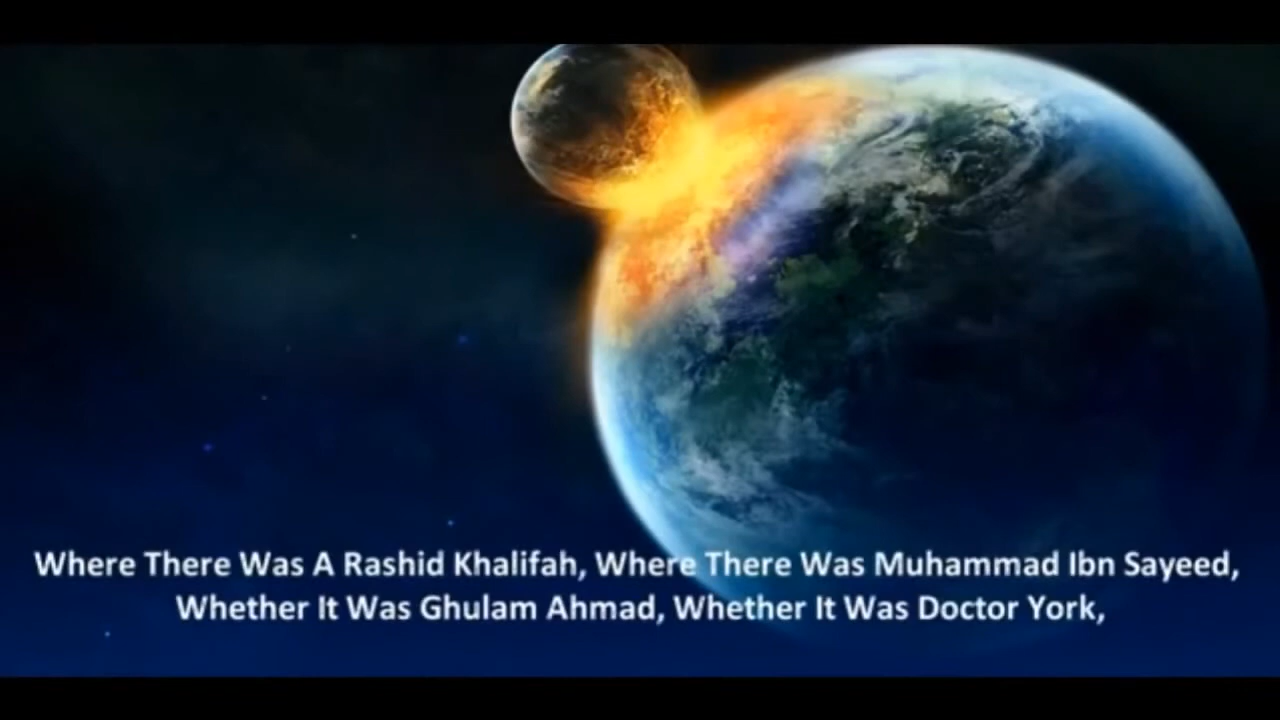 Where There Was A Rashid Khalifah, Where There Was Muhammad Ibn Sayeed,
Whether It Was Ghulam Ahmad, Whether It Was Doctor York,